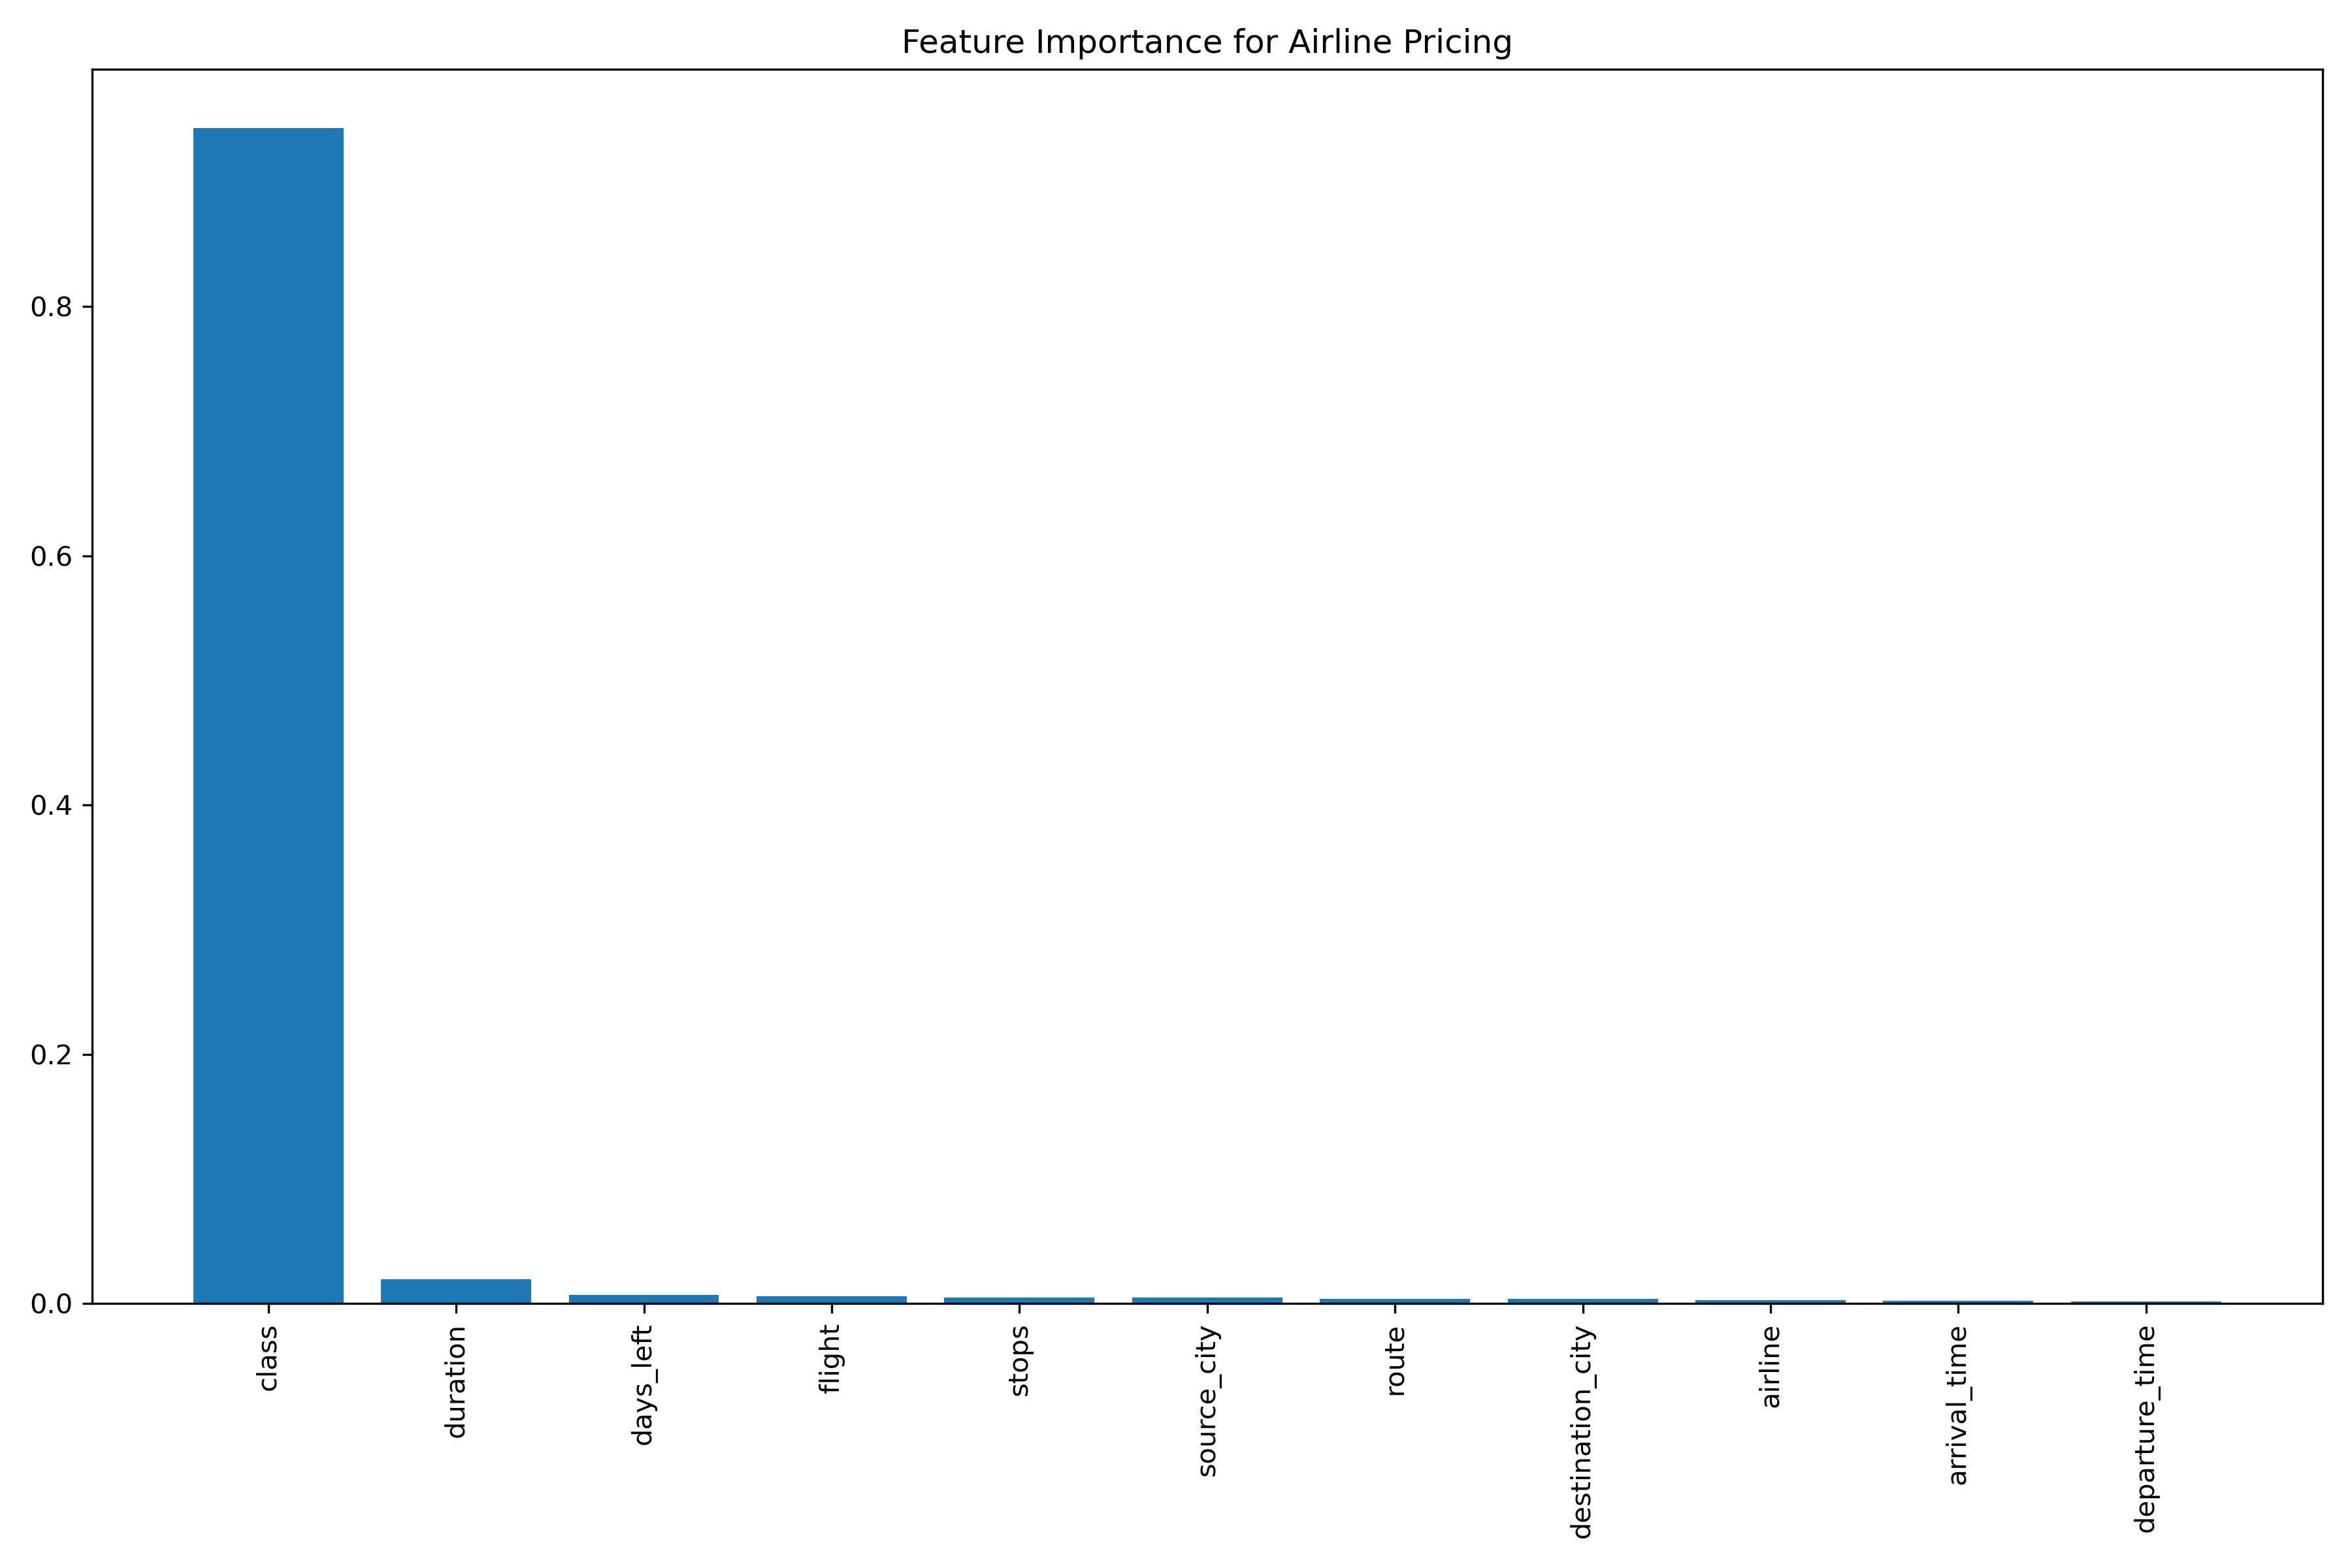 Feature Importance for Airline Pricing
0.8
0.6
0.4
0.2
0.0
class
duration
days_left
flight
stops
source_city
route
destination_city
airline
arrival_time
departure_time